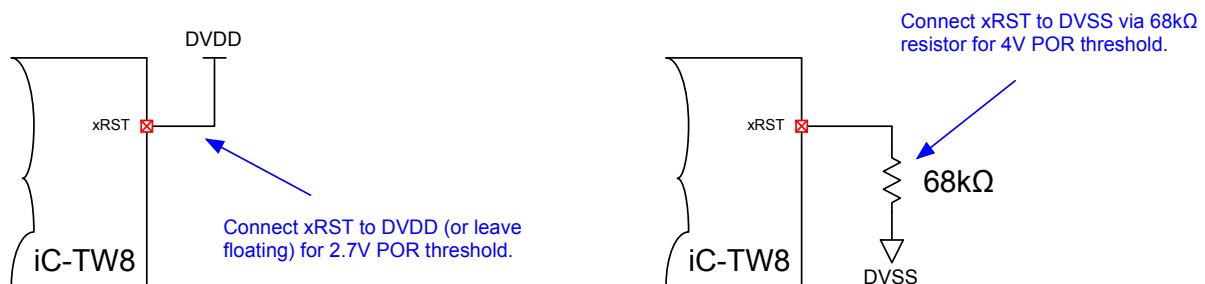 DVDD
xRST
Connect xRST to DVDD (or leave
floating) for 2.7V POR threshold.
iC-TW8
Connect xRST to DVSS via 68kΩ
resistor for 4V POR threshold.
xRST
68kΩ
iC-TW8
DVSS